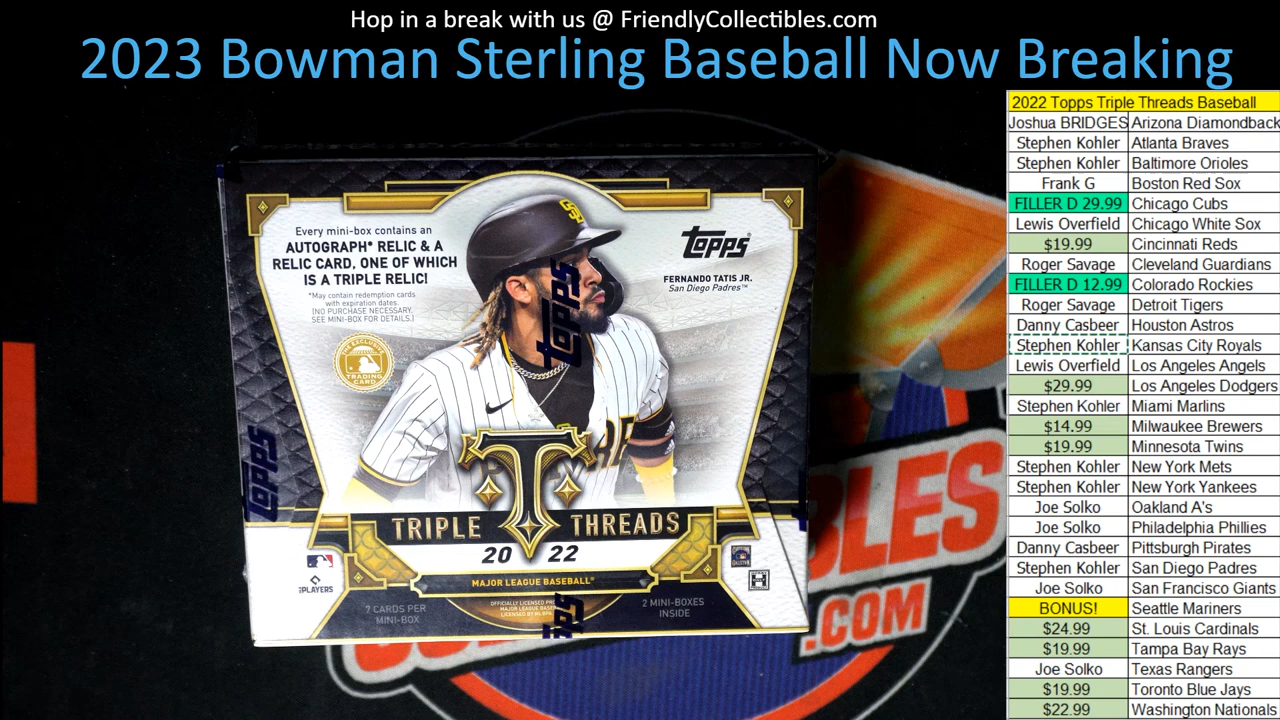 Hop in a break with us @ FriendlyCollectibles.com
2023 Bowman Sterling Baseball Now Breaking
2022 Topps Triple Threads Baseball
Joshua BRIDGES Arizona Diamondback
Stephen Kohler Atlanta Braves
Stephen Kohler Baltimore Orioles
Frank G Boston Red Sox
FILLER D 29.99 Chicago Cubs
Lewis Overfield Chicago White Sox
$19.99 Cincinnati Reds
Roger Savage Cleveland Guardians
FILLER D 12.99 Colorado Rockies
Roger Savage Detroit Tigers
Danny Casbeer Houston Astros
Stephen Kohler Kansas City Royals
Lewis Overfield Los Angeles Angels
$29.99 Los Angeles Dodgers
Stephen Kohler Miami Marlins
$14.99 Milwaukee Brewers
$19.99 Minnesota Twins
Stephen Kohler New York Mets
Stephen Kohler New York Yankees
Joe Solko Oakland A's
Joe Solko Philadelphia Phillies
Danny Casbeer Pittsburgh Pirates
Stephen Kohler San Diego Padres
Joe Solko San Francisco Giants
BONUS! Seattle Mariners
$24.99 St. Louis Cardinals
$19.99 Tampa Bay Rays
Joe Solko Texas Rangers
$19.99 Toronto Blue Jays
$22.99 Washington Nationals
Every mini-box contains an
AUTOGRAPH* RELIC & A
RELIC CARD, ONE OF WHICH
IS A TRIPLE RELIC!
*May contain redemption cards
with expiration dates.
(NO PURCHASE NECESSARY.
SEE MINI-BOX FOR DETAILS.)
topps
FERNANDO TATIS JR.
San Diego Padres™
topps
topps
TRADING
CARD
TRIPLE THREADS
20 22
MAJOR LEAGUE BASEBALL®
PLAYERS
7 CARDS PER
MINI-BOX
2 MINI-BOXES
INSIDE
BLES
.COM